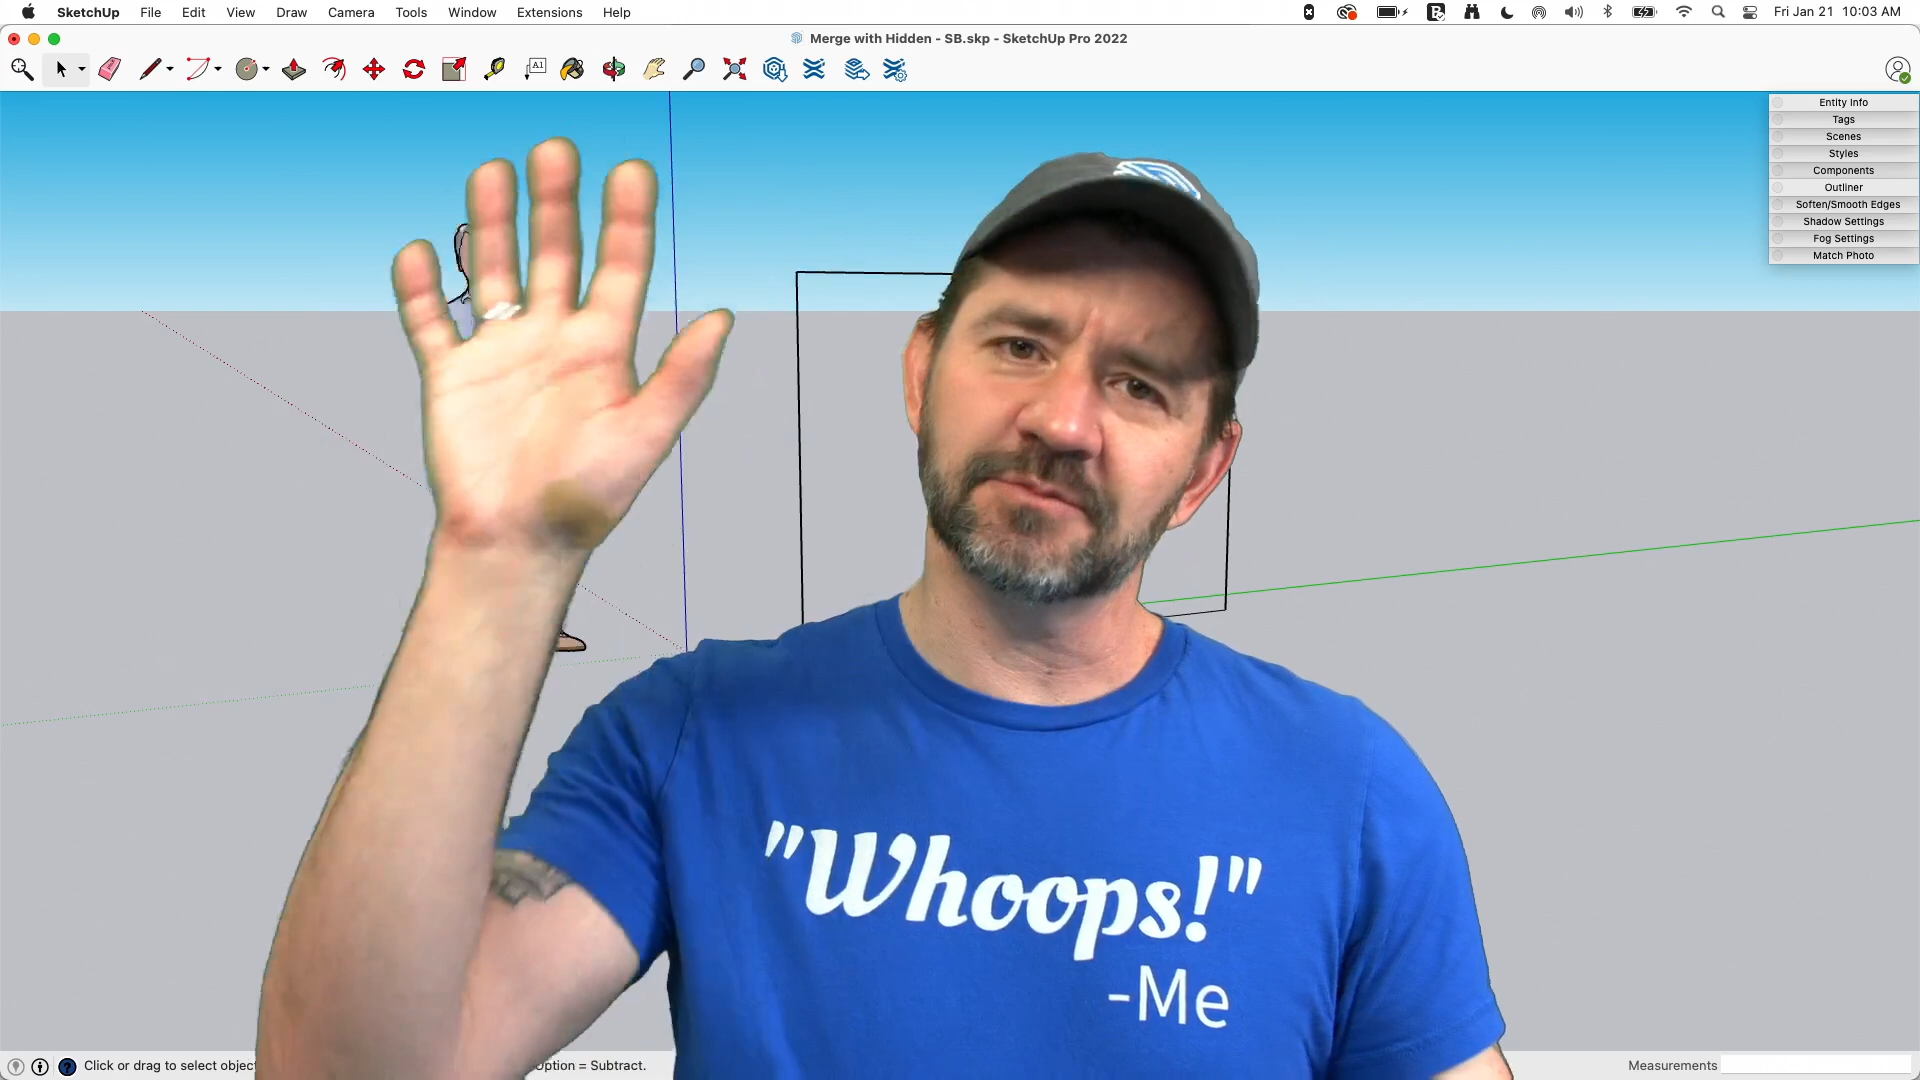 SketchUp File Edit View Draw Camera Tools Window Extensions Help Fri Jan 21 10:03 AM
Merge with Hidden - SB.skp - SketchUp Pro 2022
A1
Entity Info
Tags
Scenes
Styles
Components
Outliner
Soften/Smooth Edges
Shadow Settings
Fog Settings
Match Photo
"Whoops!"
-Me
Click or drag to select objec Option = Subtract. Measurements